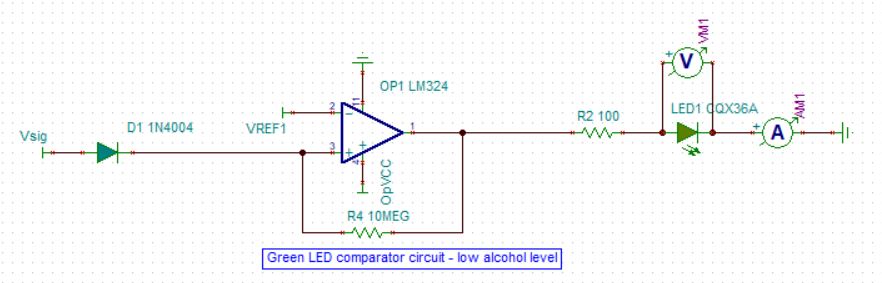 VM1
OP1 LM324
11
2
VREF1
Vsig
D1 1N4004
1
3
4
OpVCC
R4 10MEG
R2 100
V
LED1 CQX36A
AM1
A
Green LED comparator circuit - low alcohol level